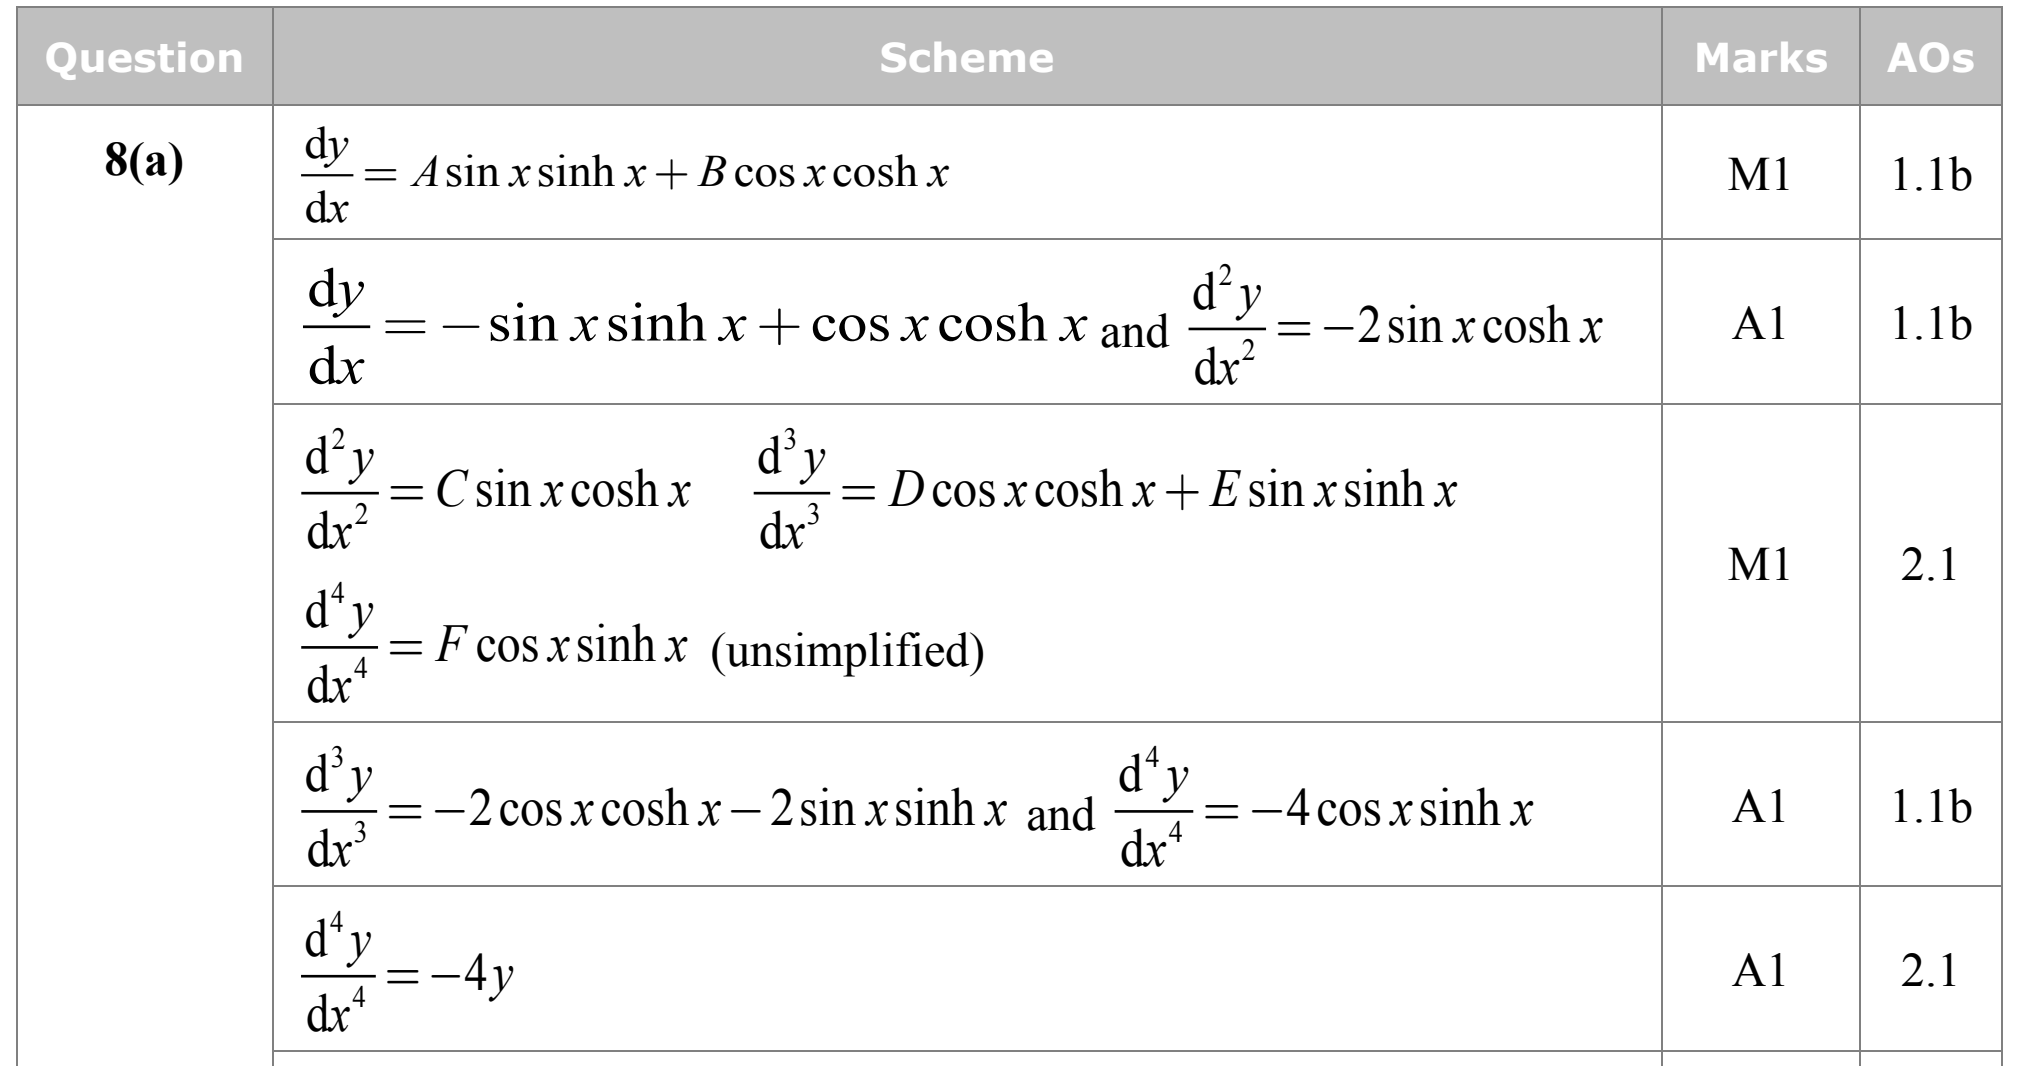 Question Scheme Marks AOs
8(a) dy/dx = A sin x sinh x + B cos x cosh x M1 1.1b
dy/dx = − sin x sinh x + cos x cosh x and d²y/dx² = −2 sin x cosh x A1 1.1b
d²y/dx² = C sin x cosh x d³y/dx³ = D cos x cosh x + E sin x sinh x
d⁴y/dx⁴ = F cos x sinh x (unsimplified) M1 2.1
d³y/dx³ = −2 cos x cosh x − 2 sin x sinh x and d⁴y/dx⁴ = −4 cos x sinh x A1 1.1b
d⁴y/dx⁴ = −4y A1 2.1